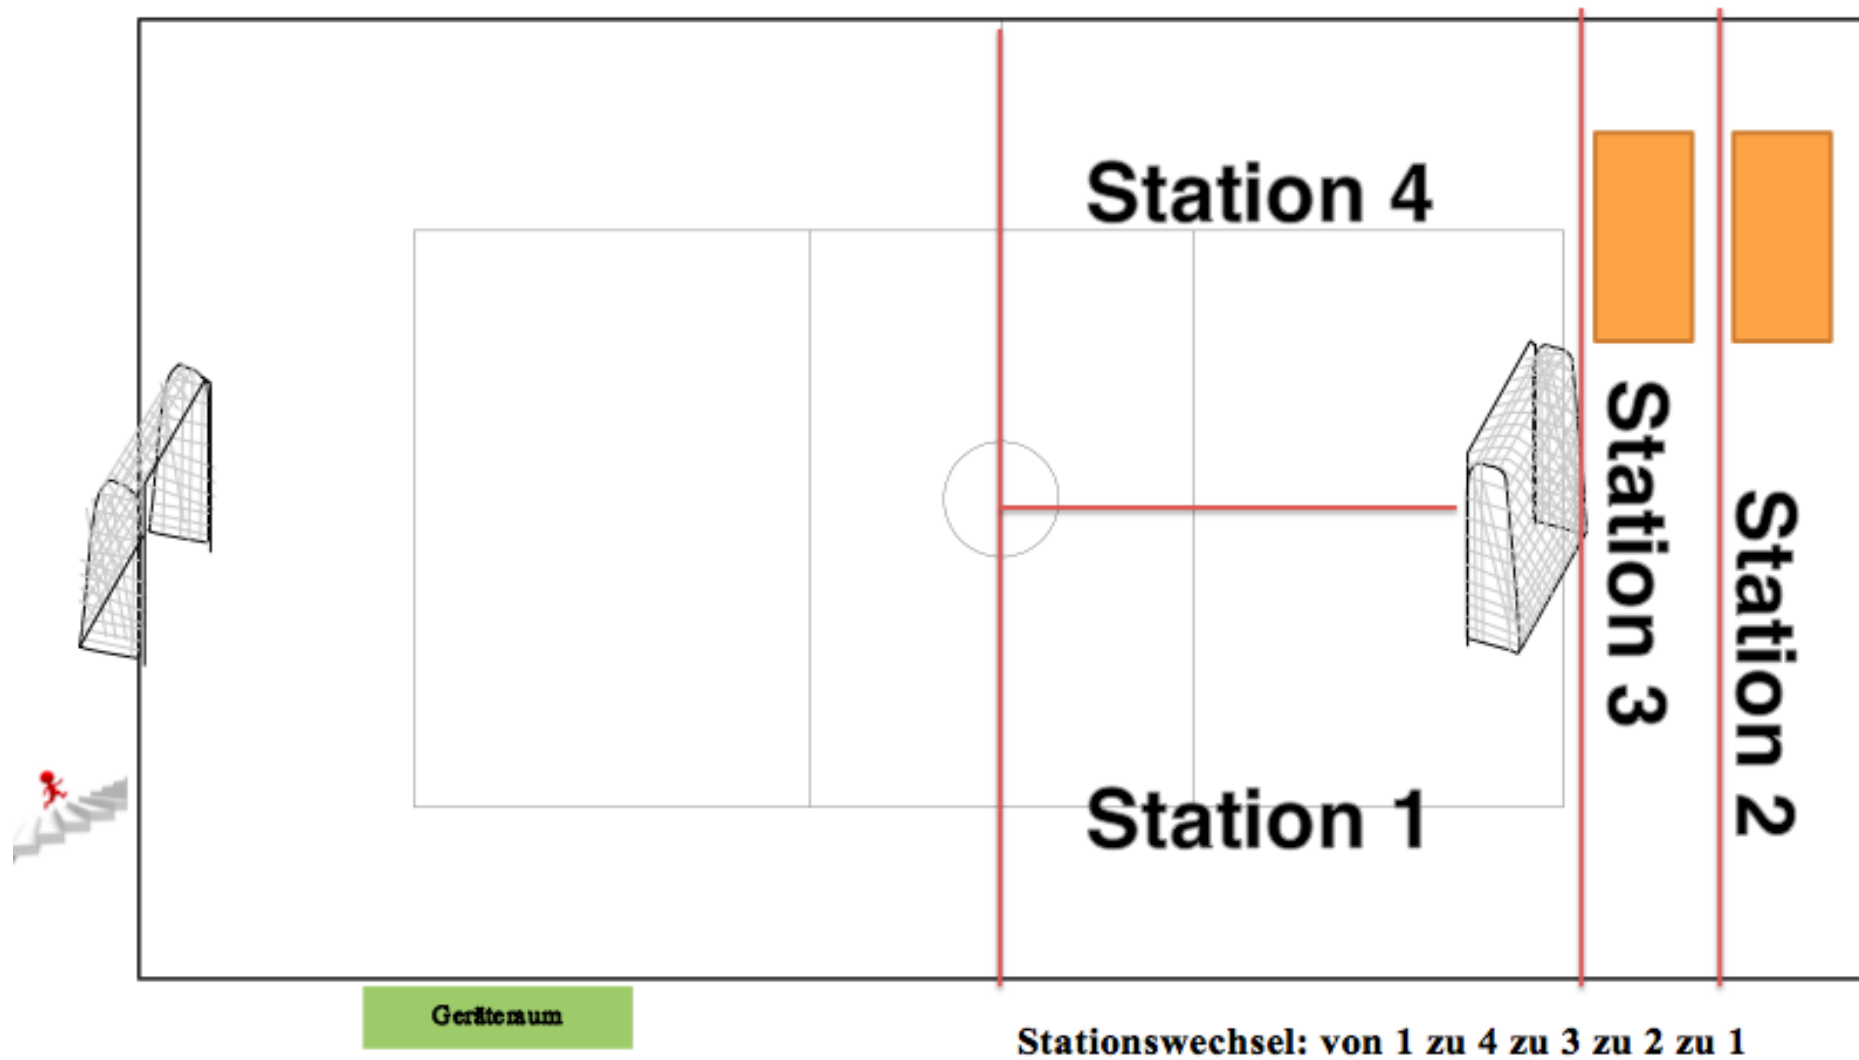 Station 4
Station 3
Station 2
Station 1
Geräteraum
Stationswechsel: von 1 zu 4 zu 3 zu 2 zu 1